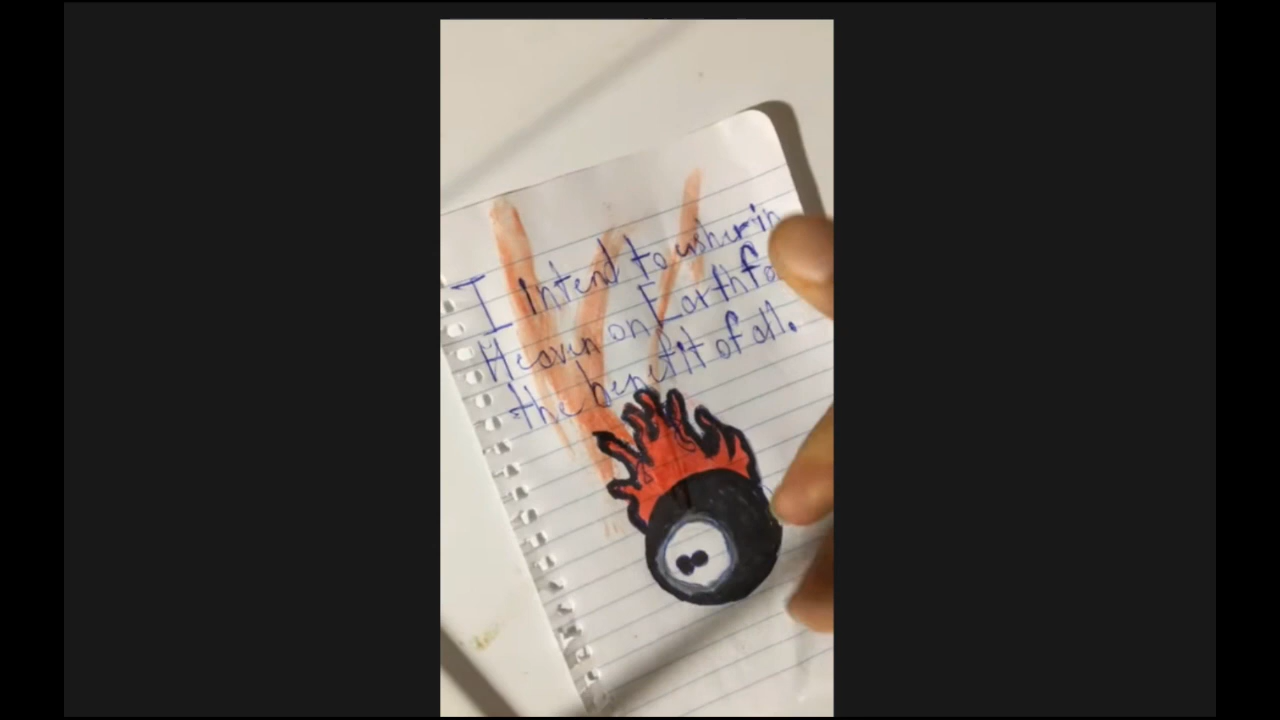 I intend to usher in
Heaven on Earth fo
the benefit of all.